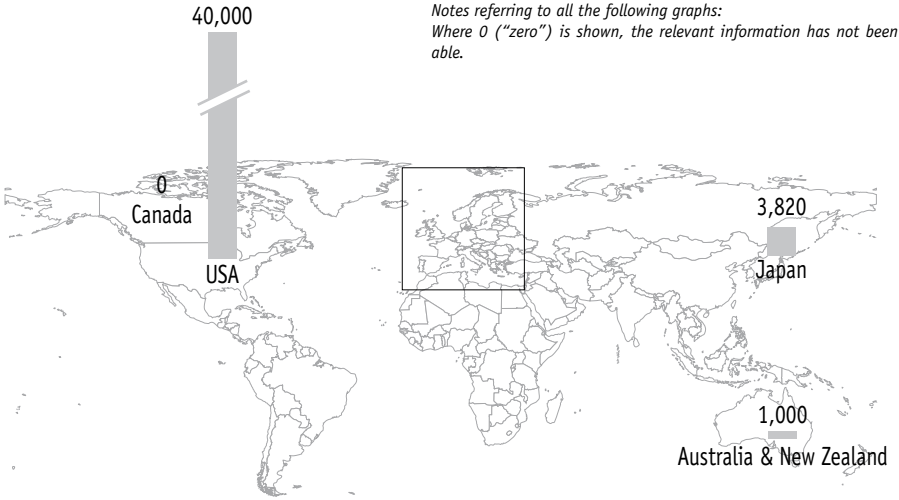 40,000
Notes referring to all the following graphs:
Where 0 (“zero”) is shown, the relevant information has not been
able.
0
Canada
USA
3,820
Japan
1,000
Australia & New Zealand